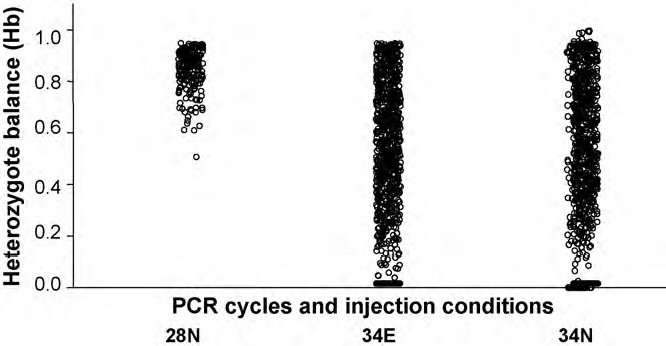 Heterozygote balance (Hb)
1.0
0.8
0.6
0.4
0.2
0.0
PCR cycles and injection conditions
28N 34E 34N